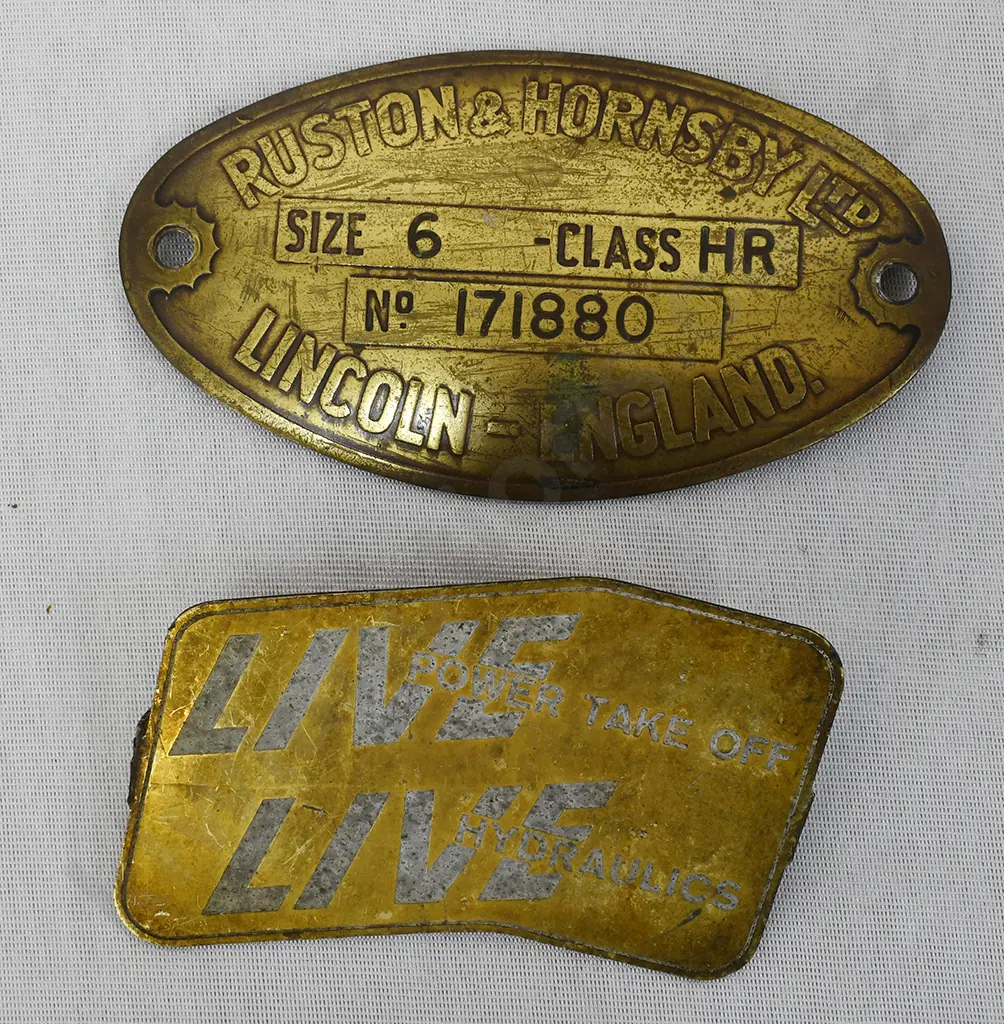 RUSTON & HORNSBY LTD
SIZE 6 -CLASS HR
Nº 171880
LINCOLN - ENGLAND.
LIVE
POWER TAKE OFF
LIVE
HYDRAULICS